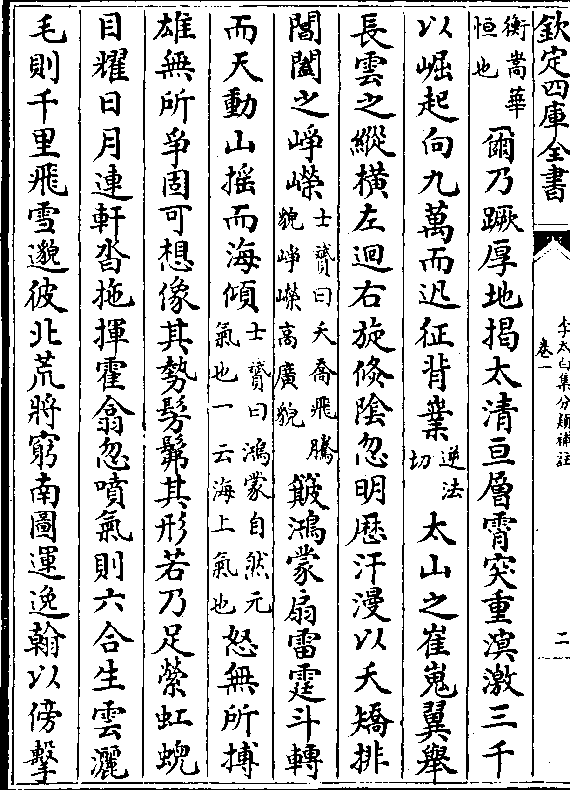 欽定四庫全書
李太白集分類補註
卷一
二
衡嵩華
恒也
爾乃蹶厚地揭太清亘層霄突重溟激三千
以崛起向九萬而迅征背嶪
逆法
切
太山之崔嵬翼舉
長雲之縱橫左迴右旋倐陰忽明歴汗漫以夭矯排
閶闔之崢嶸
士贇曰夭喬飛騰
貌崢嶸高廣貌
簸鴻蒙扇雷霆斗轉
而天動山摇而海傾
士贇曰鴻蒙自然元
氣也一云海上氣也
怒無所搏
雄無所爭固可想像其勢髣髴其形若乃足縈虹蜺
目耀日月連軒沓拖揮霍翕忽噴氣則六合生雲灑
毛則千里飛雪邈彼北荒將窮南圖運逸翰以傍擊